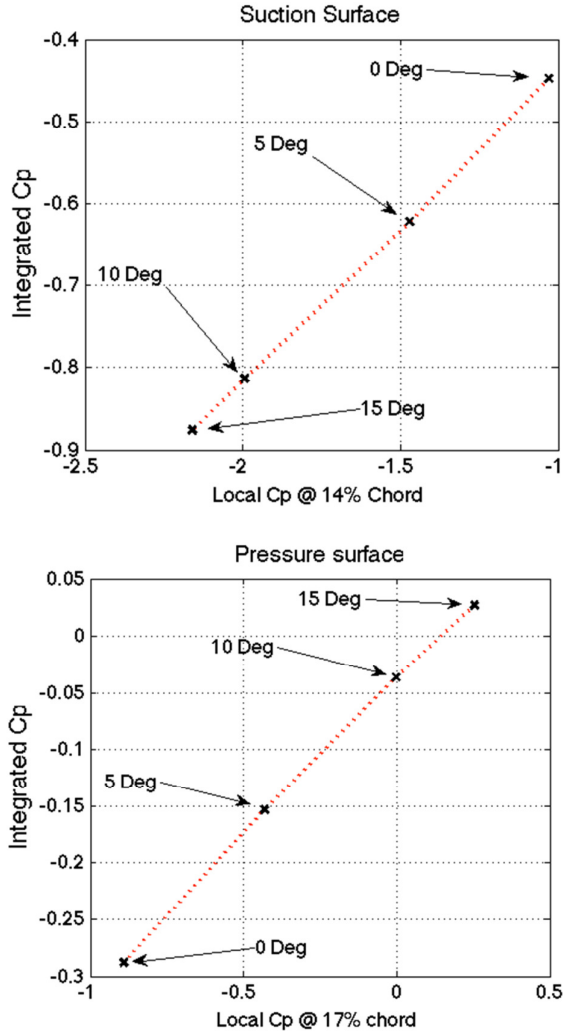 Suction Surface
-0.4
0 Deg
-0.5
5 Deg
-0.6
Integrated Cp
-0.7
10 Deg
-0.8
15 Deg
-0.9
-2.5 -2 -1.5 -1
Local Cp @ 14% Chord
Pressure surface
0.05
15 Deg
0
10 Deg
-0.05
-0.1
Integrated Cp
5 Deg
-0.15
-0.2
-0.25
0 Deg
-0.3
-1 -0.5 0 0.5
Local Cp @ 17% chord